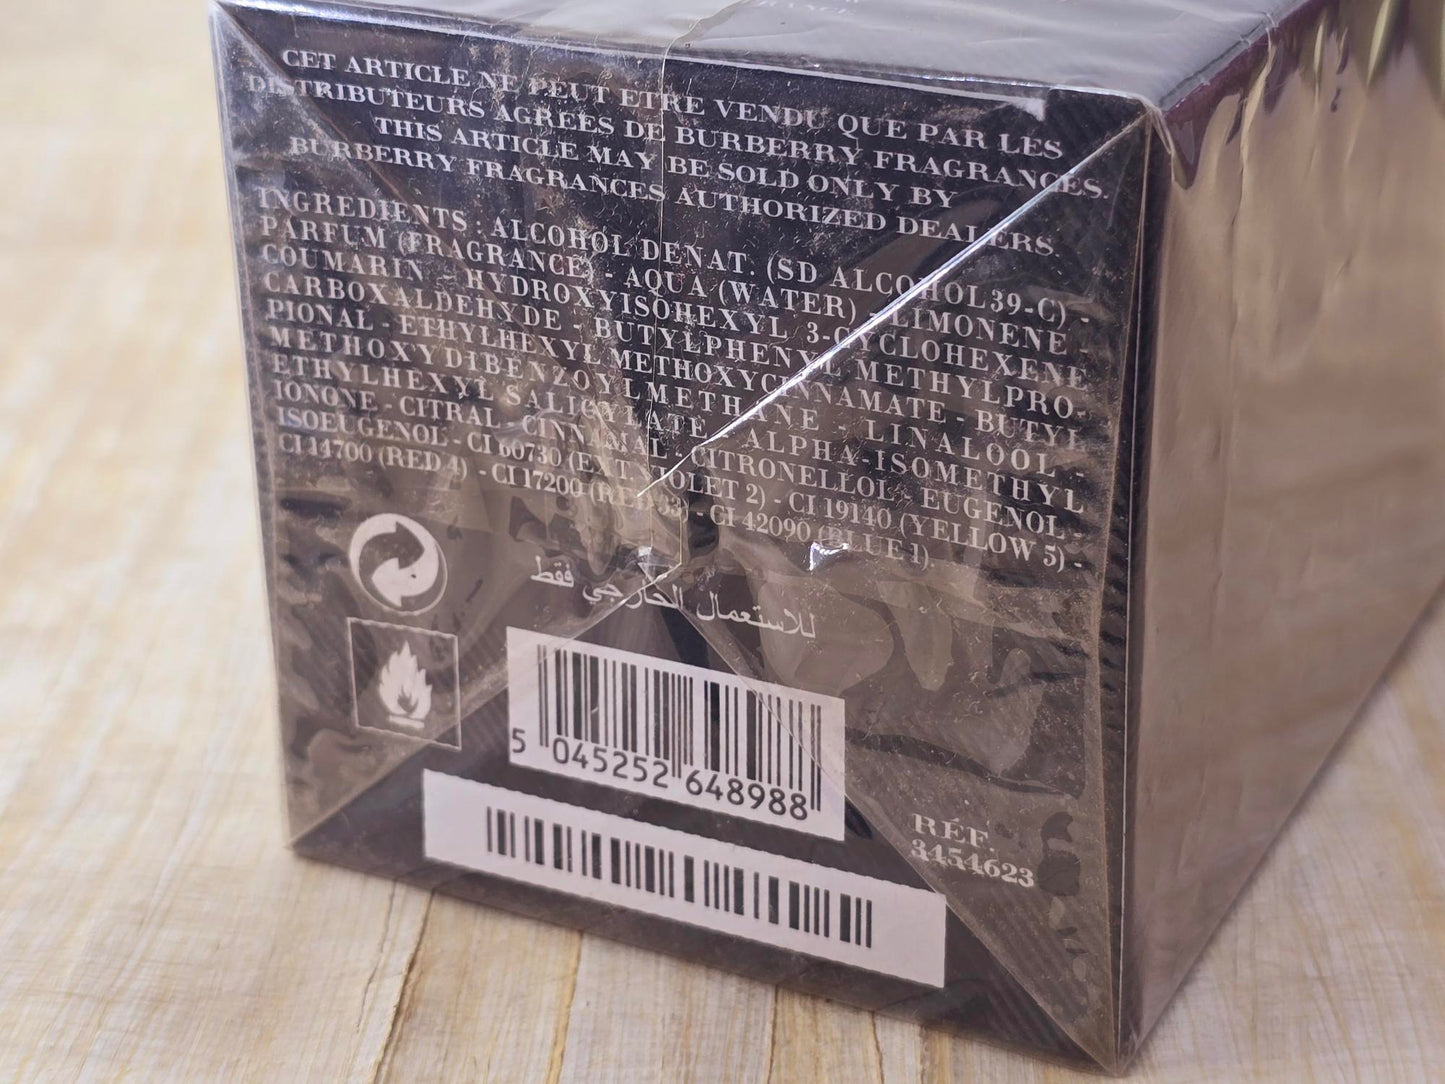 CET ARTICLE NE PEUT ETRE VENDU QUE PAR LES
DISTRIBUTEURS AGRÉES DE BURBERRY FRAGRANCES.
THIS ARTICLE MAY BE SOLD ONLY BY
BURBERRY FRAGRANCES AUTHORIZED DEALERS.
INGREDIENTS : ALCOHOL DENAT. (SD ALCOHOL 39-C) -
PARFUM (FRAGRANCE) - AQUA (WATER) - LIMONENE -
COUMARIN - HYDROXYISOHEXYL 3-CYCLOHEXENE
CARBOXALDEHYDE - BUTYLPHENYL METHYLPRO-
PIONAL - ETHYLHEXYL METHOXYCINNAMATE - BUTYL
METHOXYDIBENZOYLMETHANE - LINALOOL -
ETHYLHEXYL SALICYLATE - ALPHA-ISOMETHYL
IONONE - CITRAL - CINNAMAL - CITRONELLOL - EUGENOL -
ISOEUGENOL - CI 60730 (EXT. VIOLET 2) - CI 19140 (YELLOW 5) -
CI 14700 (RED 4) - CI 17200 (RED 33) - CI 42090 (BLUE 1).
للاستعمال الخارجي فقط
5 045252 648988
RÉF.
3454623